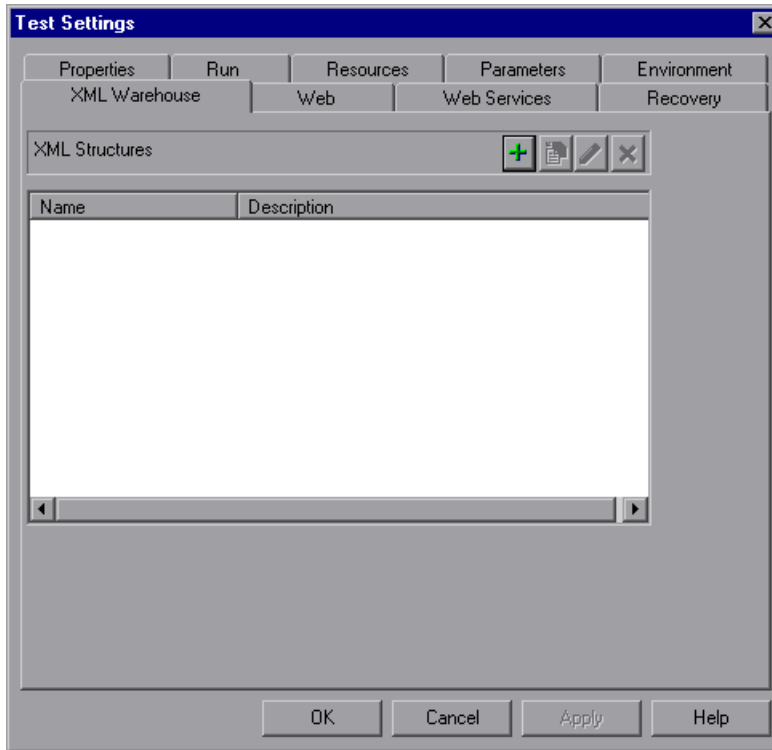 Test Settings
Properties Run Resources Parameters Environment
XML Warehouse Web Web Services Recovery
XML Structures
Name Description
OK Cancel Apply Help